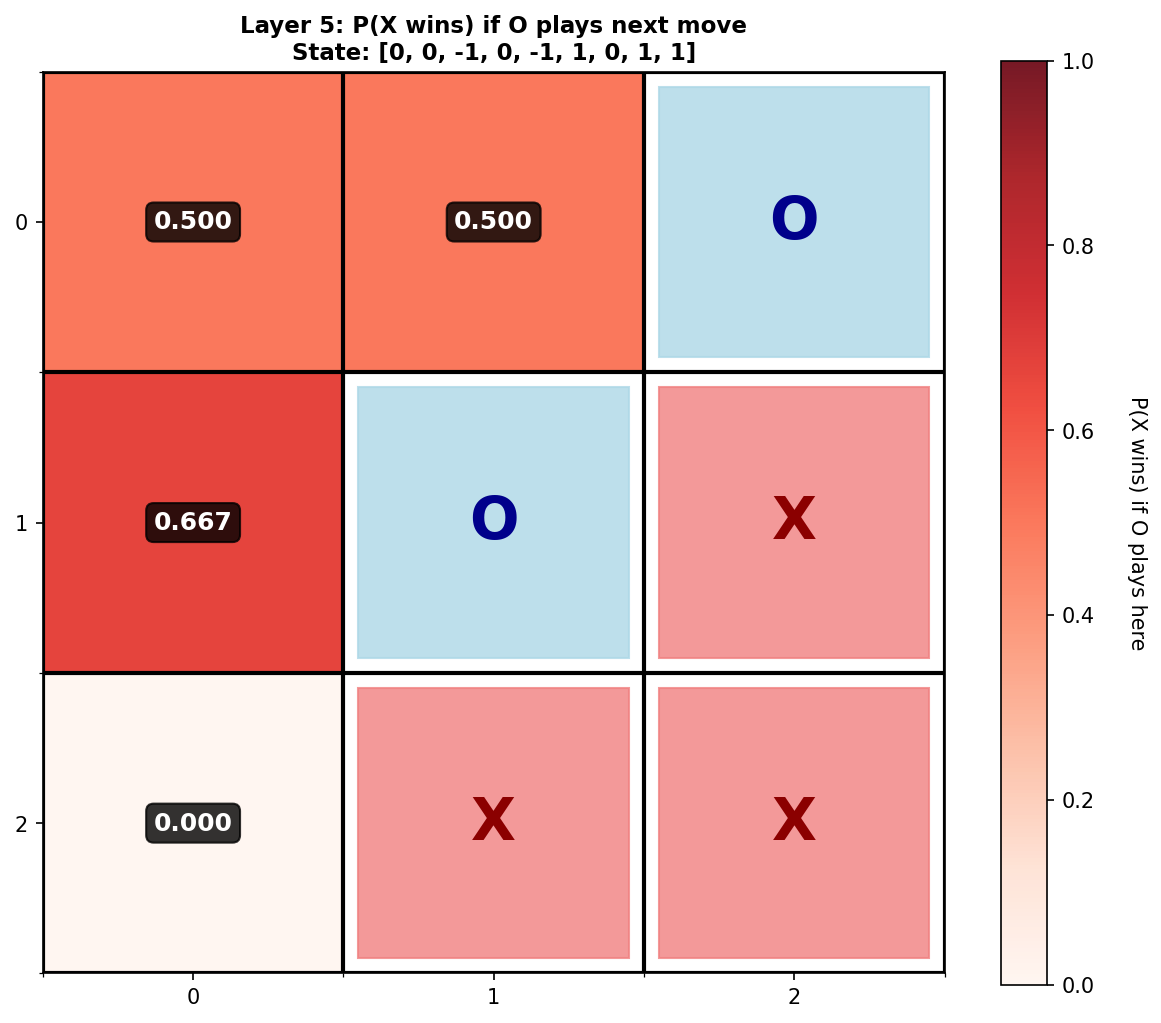 Layer 5: P(X wins) if O plays next move
State: [0, 0, -1, 0, -1, 1, 0, 1, 1]
0
0.500
0.500
O
1
0.667
O
X
2
0.000
X
X
0
1
2
1.0
0.8
0.6
0.4
0.2
0.0
P(X wins) if O plays here